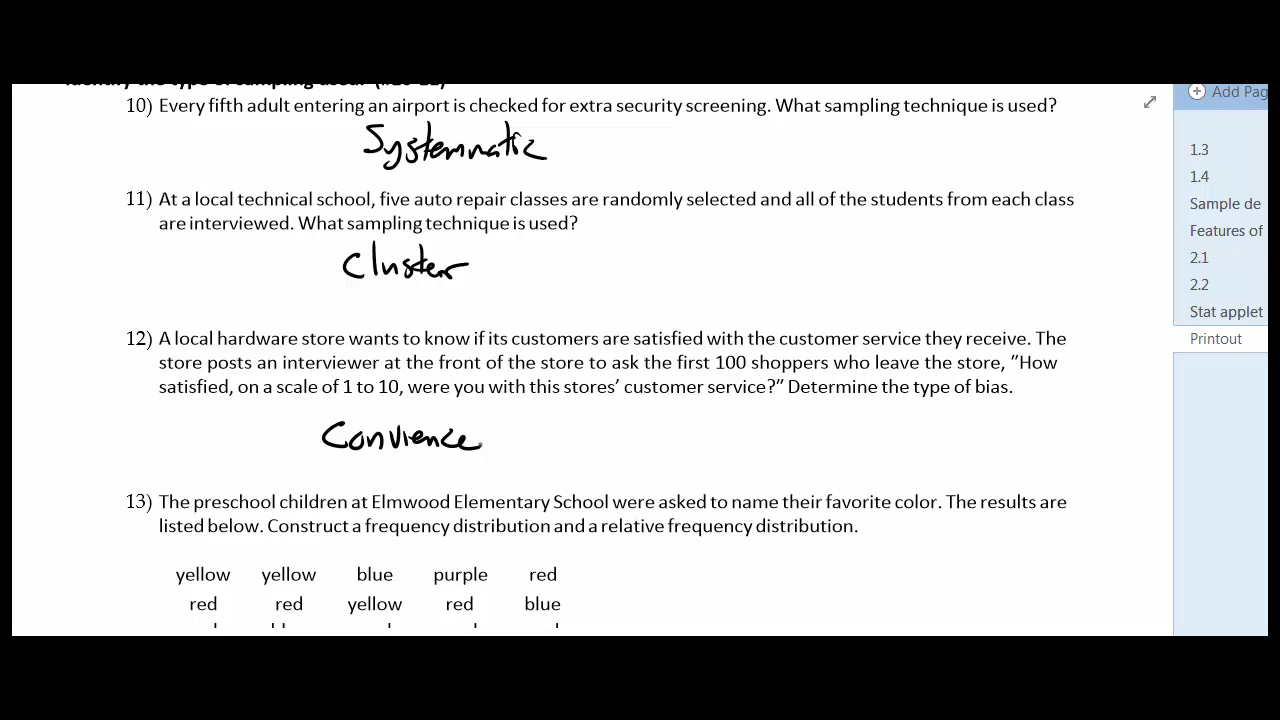 10) Every fifth adult entering an airport is checked for extra security screening. What sampling technique is used?
Systemnatic
11) At a local technical school, five auto repair classes are randomly selected and all of the students from each class
are interviewed. What sampling technique is used?
Cluster
12) A local hardware store wants to know if its customers are satisfied with the customer service they receive. The
store posts an interviewer at the front of the store to ask the first 100 shoppers who leave the store, ”How
satisfied, on a scale of 1 to 10, were you with this stores’ customer service?” Determine the type of bias.
Convience
13) The preschool children at Elmwood Elementary School were asked to name their favorite color. The results are
listed below. Construct a frequency distribution and a relative frequency distribution.
yellow yellow blue purple red
red red yellow red blue
Add Pag
1.3
1.4
Sample de
Features of
2.1
2.2
Stat applet
Printout